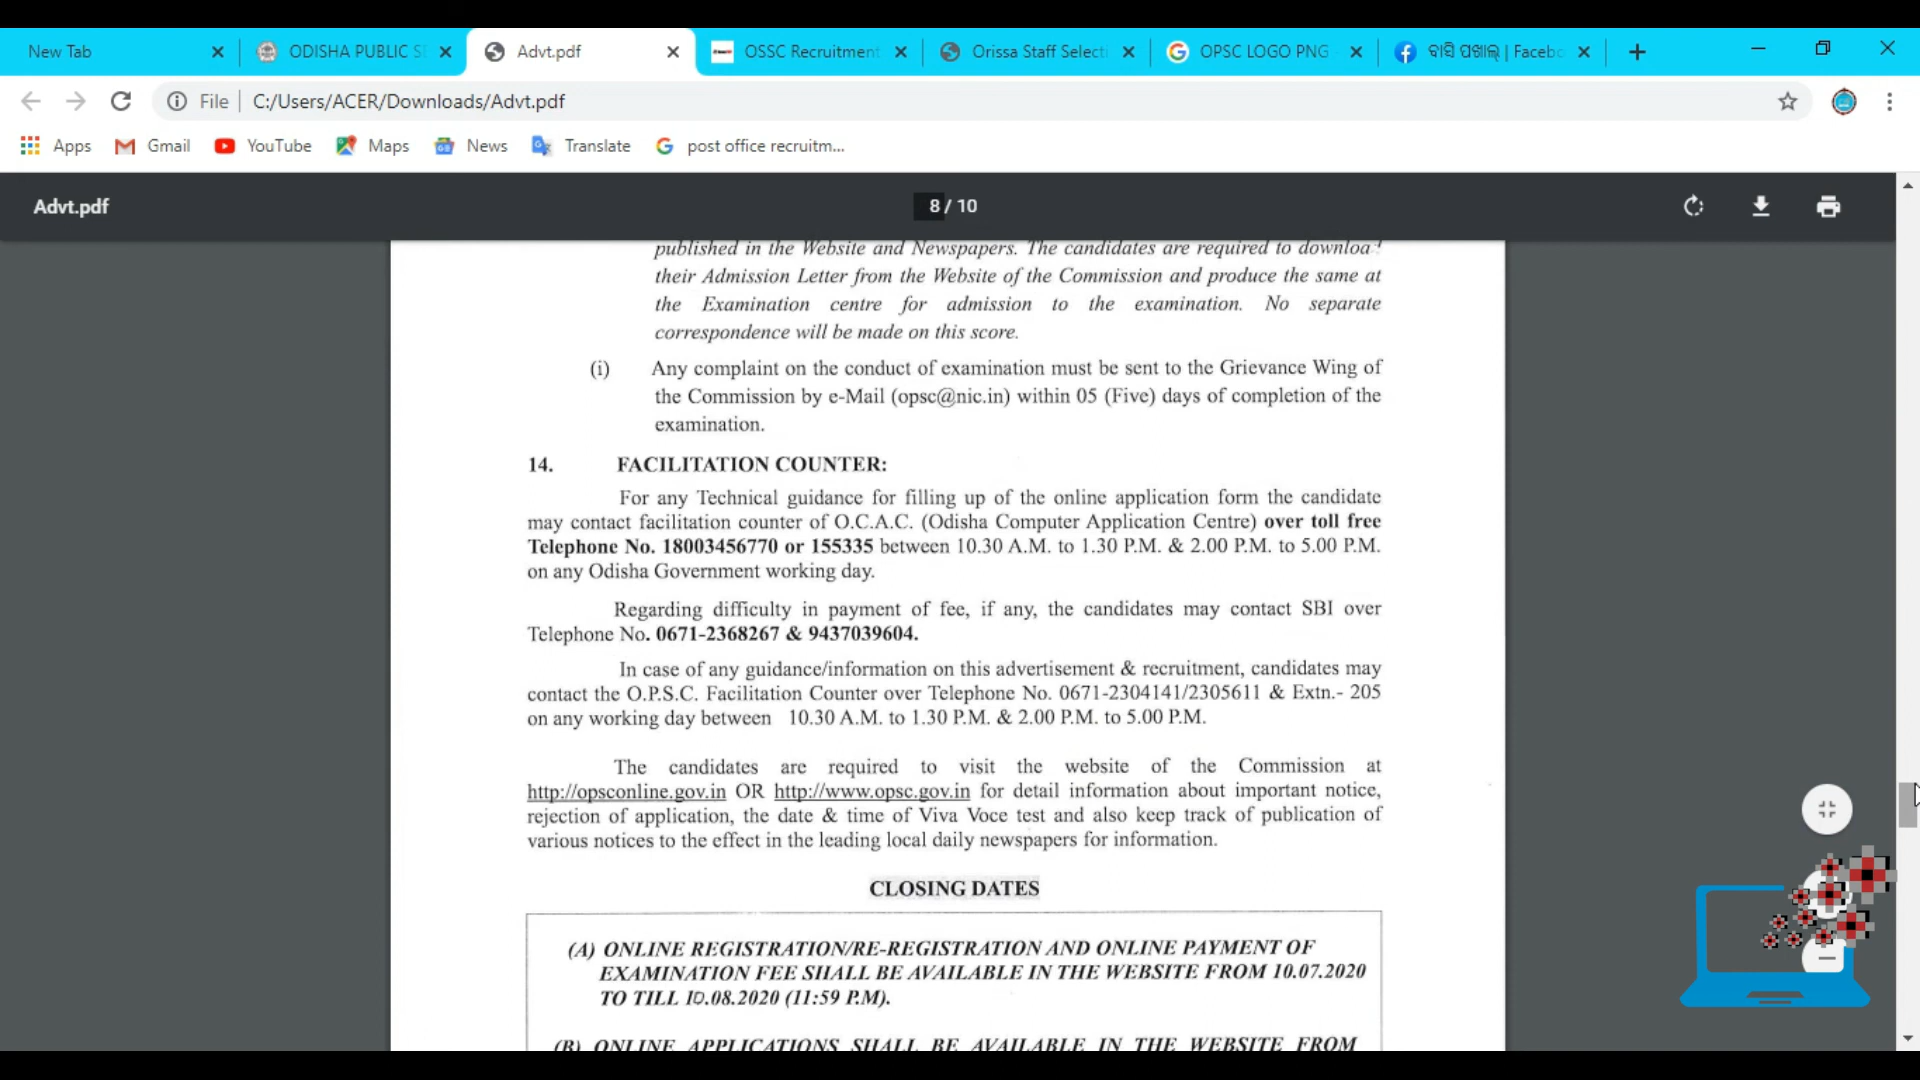 New Tab
ODISHA PUBLIC SE
Advt.pdf
OSSC Recruitment
Orissa Staff Selecti
OPSC LOGO PNG
ବାସି ପଖାଳ | Facebo
File
C:/Users/ACER/Downloads/Advt.pdf
Apps
Gmail
YouTube
Maps
News
Translate
post office recruitm...
Advt.pdf
8 / 10
published in the Website and Newspapers. The candidates are required to download
their Admission Letter from the Website of the Commission and produce the same at
the Examination centre for admission to the examination. No separate
correspondence will be made on this score.
(i) Any complaint on the conduct of examination must be sent to the Grievance Wing of
the Commission by e-Mail (opsc@nic.in) within 05 (Five) days of completion of the
examination.
14. FACILITATION COUNTER:
For any Technical guidance for filling up of the online application form the candidate
may contact facilitation counter of O.C.A.C. (Odisha Computer Application Centre) over toll free
Telephone No. 18003456770 or 155335 between 10.30 A.M. to 1.30 P.M. & 2.00 P.M. to 5.00 P.M.
on any Odisha Government working day.
Regarding difficulty in payment of fee, if any, the candidates may contact SBI over
Telephone No. 0671-2368267 & 9437039604.
In case of any guidance/information on this advertisement & recruitment, candidates may
contact the O.P.S.C. Facilitation Counter over Telephone No. 0671-2304141/2305611 & Extn.- 205
on any working day between 10.30 A.M. to 1.30 P.M. & 2.00 P.M. to 5.00 P.M.
The candidates are required to visit the website of the Commission at
http://opsconline.gov.in OR http://www.opsc.gov.in for detail information about important notice,
rejection of application, the date & time of Viva Voce test and also keep track of publication of
various notices to the effect in the leading local daily newspapers for information.
CLOSING DATES
(A) ONLINE REGISTRATION/RE-REGISTRATION AND ONLINE PAYMENT OF
EXAMINATION FEE SHALL BE AVAILABLE IN THE WEBSITE FROM 10.07.2020
TO TILL 10.08.2020 (11:59 P.M).
(B) ONLINE APPLICATIONS SHALL BE AVAILABLE IN THE WEBSITE FROM